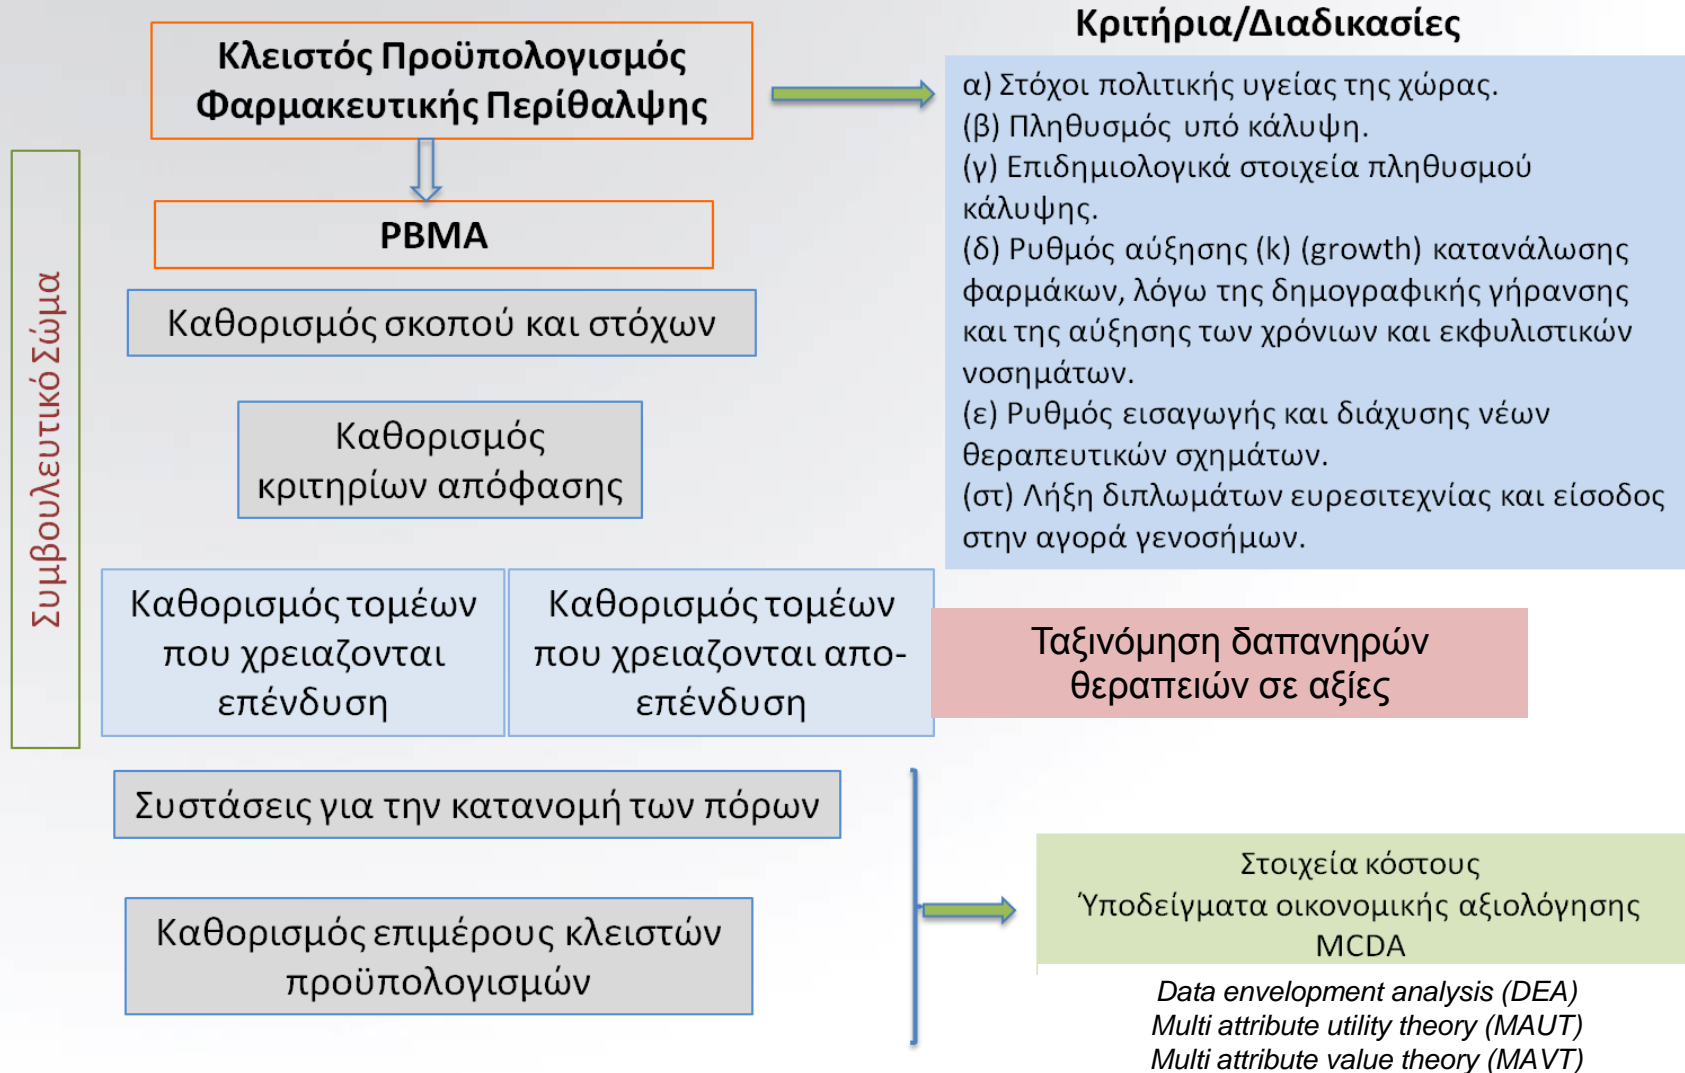 Κλειστός Προϋπολογισμός
Φαρμακευτικής Περίθαλψης
PBMA
Συμβουλευτικό Σώμα
Καθορισμός σκοπού και στόχων
Καθορισμός
κριτηρίων απόφασης
Καθορισμός τομέων
που χρειαζονται
επένδυση
Καθορισμός τομέων
που χρειαζονται απο-
επένδυση
Συστάσεις για την κατανομή των πόρων
Καθορισμός επιμέρους κλειστών
προϋπολογισμών
Κριτήρια/Διαδικασίες
α) Στόχοι πολιτικής υγείας της χώρας.
(β) Πληθυσμός υπό κάλυψη.
(γ) Επιδημιολογικά στοιχεία πληθυσμού
κάλυψης.
(δ) Ρυθμός αύξησης (k) (growth) κατανάλωσης
φαρμάκων, λόγω της δημογραφικής γήρανσης
και της αύξησης των χρόνιων και εκφυλιστικών
νοσημάτων.
(ε) Ρυθμός εισαγωγής και διάχυσης νέων
θεραπευτικών σχημάτων.
(στ) Λήξη διπλωμάτων ευρεσιτεχνίας και είσοδος
στην αγορά γενοσήμων.
Ταξινόμηση δαπανηρών
θεραπειών σε αξίες
Στοιχεία κόστους
Ύποδείγματα οικονομικής αξιολόγησης
MCDA
Data envelopment analysis (DEA)
Multi attribute utility theory (MAUT)
Multi attribute value theory (MAVT)